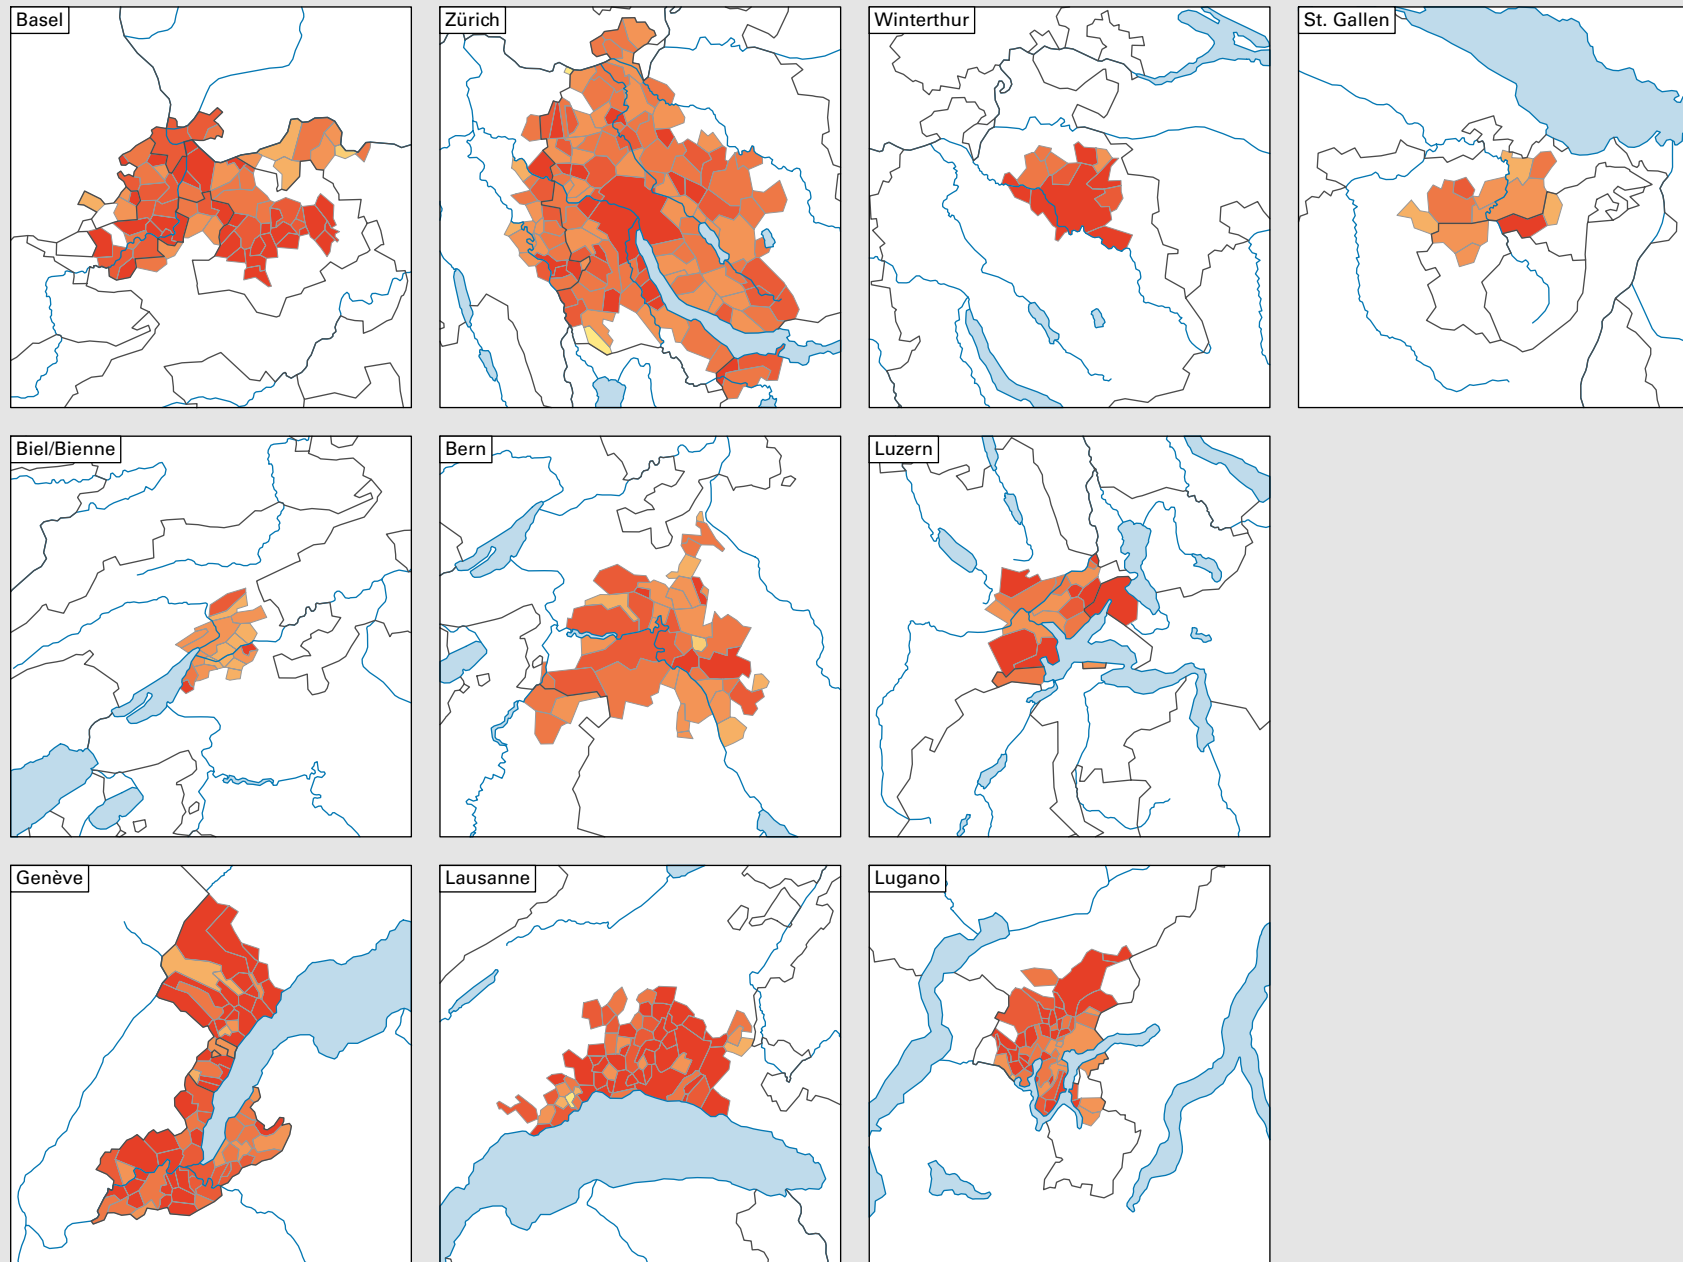 Basel
Zürich
Winterthur
St. Gallen
Biel/Bienne
Bern
Luzern
Genève
Lausanne
Lugano